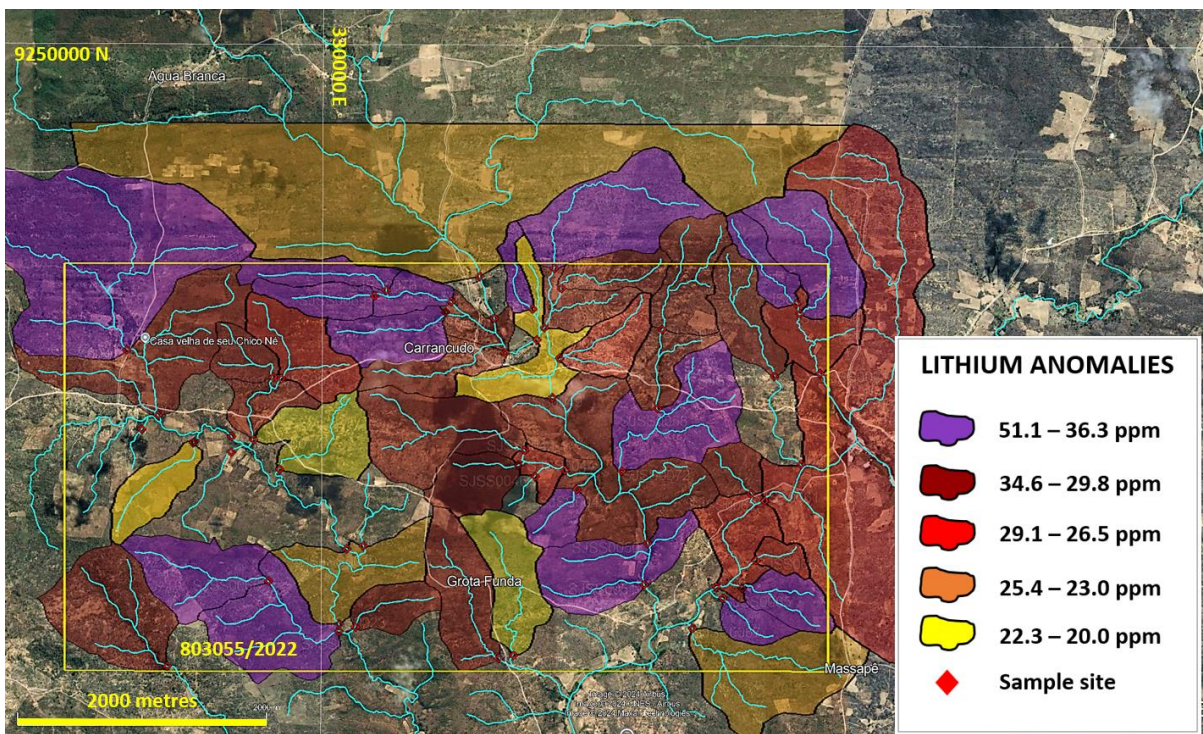 9250000 N
330000E
Agua Branca
Casa velha de seu Chico Né
Carrancudo
Grota Funda
803055/2022
Massapê
2000 metres
LITHIUM ANOMALIES
51.1 – 36.3 ppm
34.6 – 29.8 ppm
29.1 – 26.5 ppm
25.4 – 23.0 ppm
22.3 – 20.0 ppm
Sample site